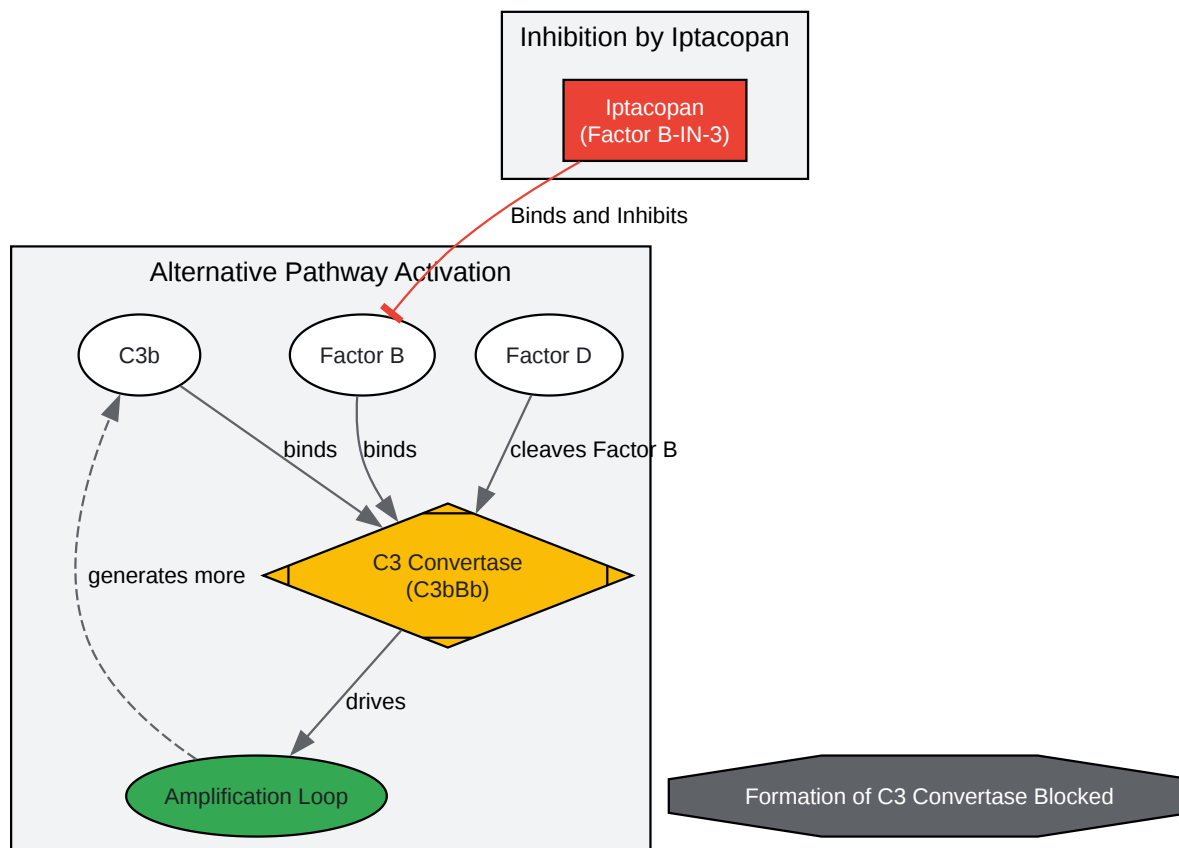 Inhibition by Iptacopan
Iptacopan
(Factor B-IN-3)
Binds and Inhibits
Alternative Pathway Activation
C3b
Factor B
Factor D
binds
binds
cleaves Factor B
C3 Convertase
(C3bBb)
generates more
drives
Amplification Loop
Formation of C3 Convertase Blocked